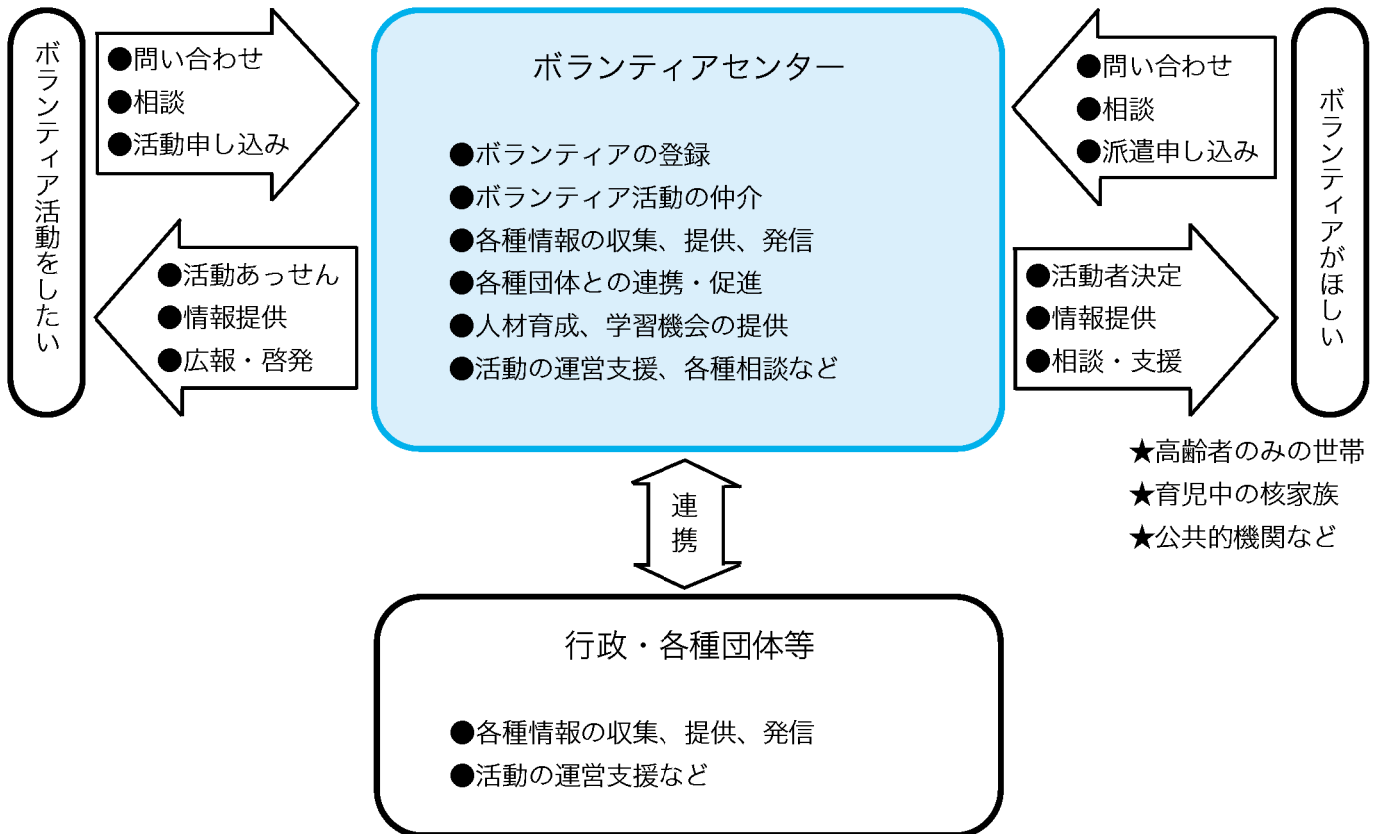 ボランティア活動をしたい
●問い合わせ
●相談
●活動申し込み
●活動あっせん
●情報提供
●広報・啓発
ボランティアセンター
●ボランティアの登録
●ボランティア活動の仲介
●各種情報の収集、提供、発信
●各種団体との連携・促進
●人材育成、学習機会の提供
●活動の運営支援、各種相談など
●問い合わせ
●相談
●派遣申し込み
●活動者決定
●情報提供
●相談・支援
ボランティアがほしい
★高齢者のみの世帯
★育児中の核家族
★公共的機関など
連携
行政・各種団体等
●各種情報の収集、提供、発信
●活動の運営支援など